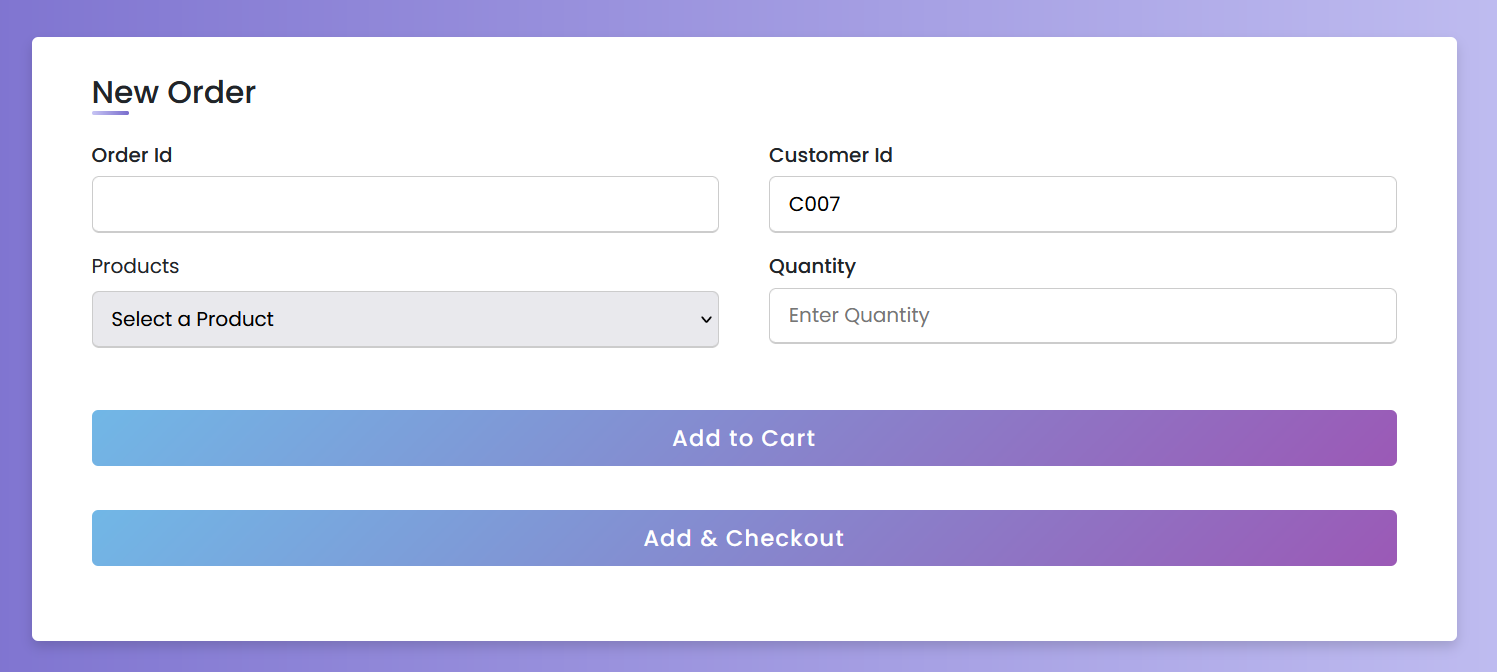 New Order
Order Id
Customer Id
C007
Products
Quantity
Select a Product
Enter Quantity
Add to Cart
Add & Checkout